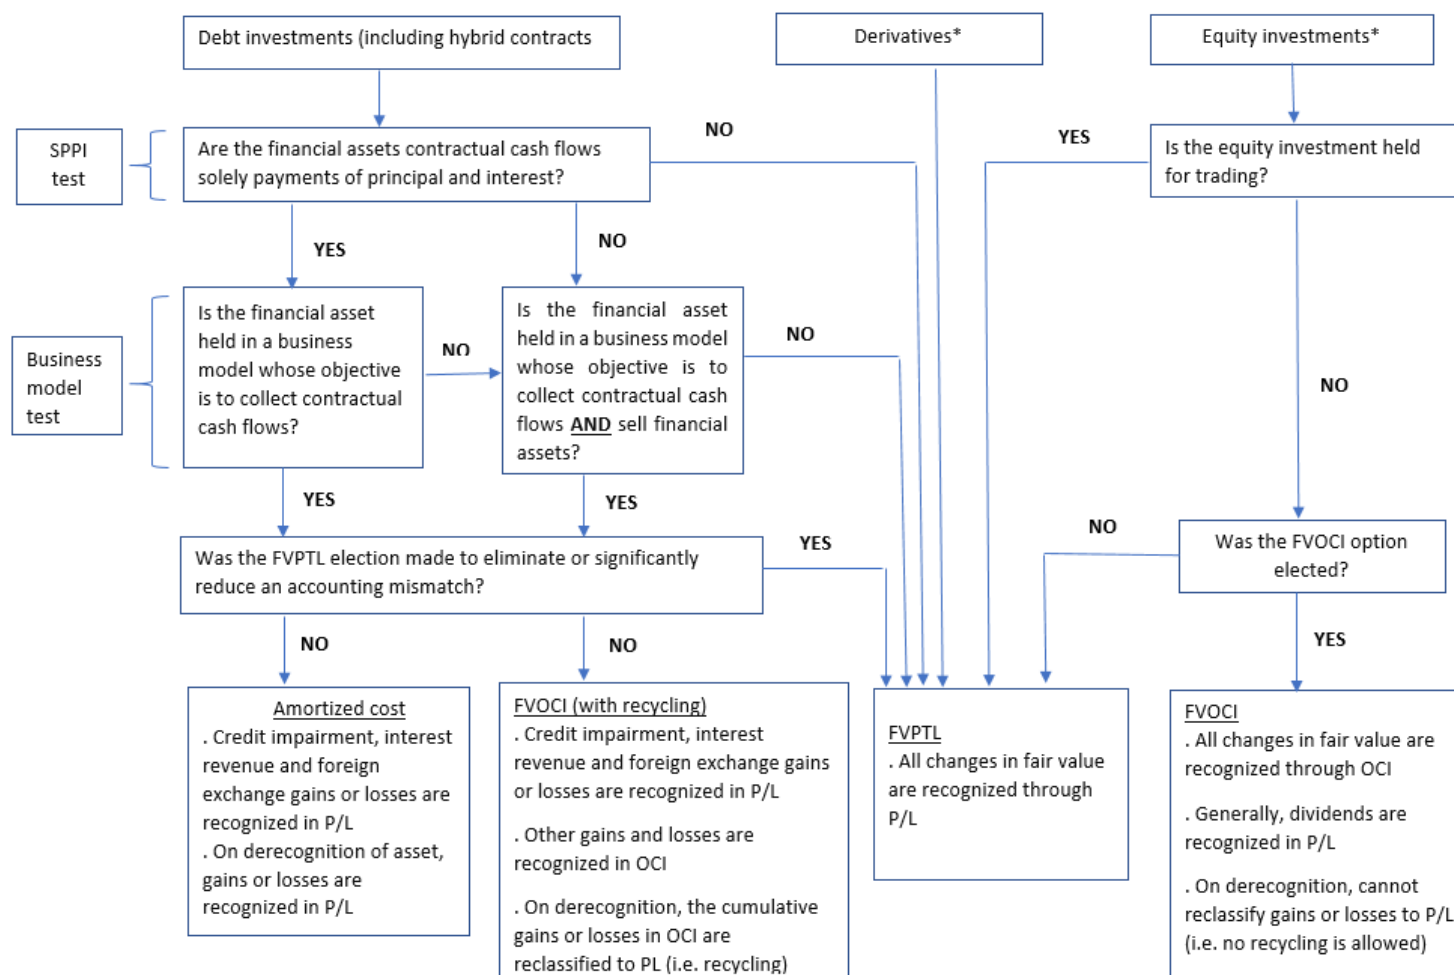 Debt investments (including hybrid contracts
Derivatives*
Equity investments*
SPPI
test
Are the financial assets contractual cash flows
solely payments of principal and interest?
NO
YES
Is the equity investment held
for trading?
YES
NO
Business
model
test
Is the financial asset
held in a business
model whose objective
is to collect contractual
cash flows?
NO
Is the financial asset
held in a business model
whose objective is to
collect contractual cash
flows AND sell financial
assets?
NO
NO
YES
YES
Was the FVPTL election made to eliminate or significantly
reduce an accounting mismatch?
YES
NO
Was the FVOCI option
elected?
NO
NO
YES
Amortized cost
. Credit impairment, interest
revenue and foreign
exchange gains or losses are
recognized in P/L
. On derecognition of asset,
gains or losses are
recognized in P/L
FVOCI (with recycling)
. Credit impairment, interest
revenue and foreign exchange gains
or losses are recognized in P/L
. Other gains and losses are
recognized in OCI
. On derecognition, the cumulative
gains or losses in OCI are
reclassified to PL (i.e. recycling)
FVPTL
. All changes in fair value
are recognized through
P/L
FVOCI
. All changes in fair value are
recognized through OCI
. Generally, dividends are
recognized in P/L
. On derecognition, cannot
reclassify gains or losses to P/L
(i.e. no recycling is allowed)